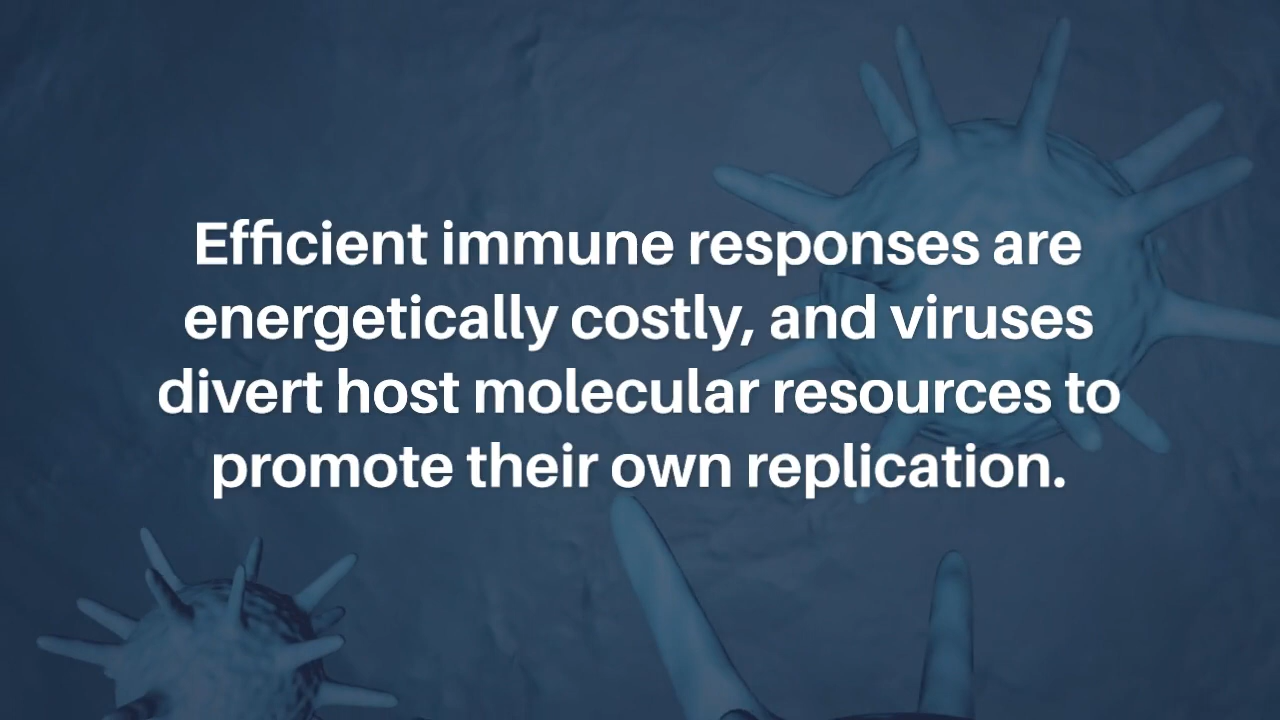 Efficient immune responses are
energetically costly, and viruses
divert host molecular resources to
promote their own replication.